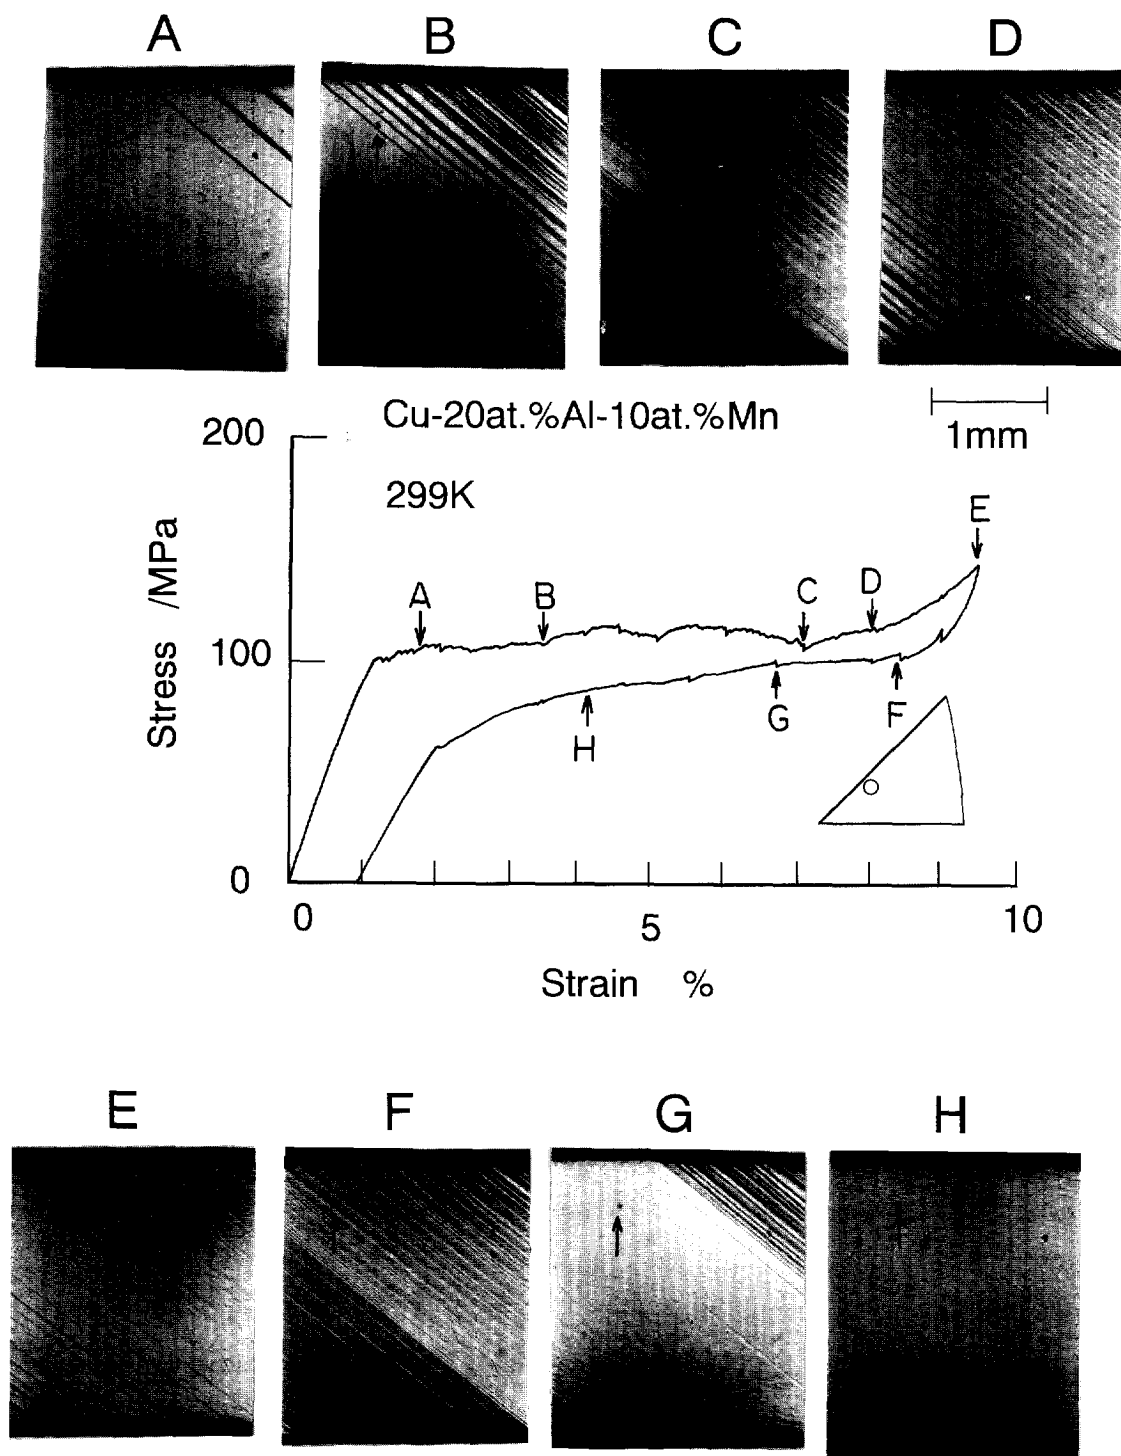 A B C D
1mm
Cu-20at.%Al-10at.%Mn
299K
200
100
0
Stress /MPa
A B C D E
H G F
0 5 10
Strain %
E F G H